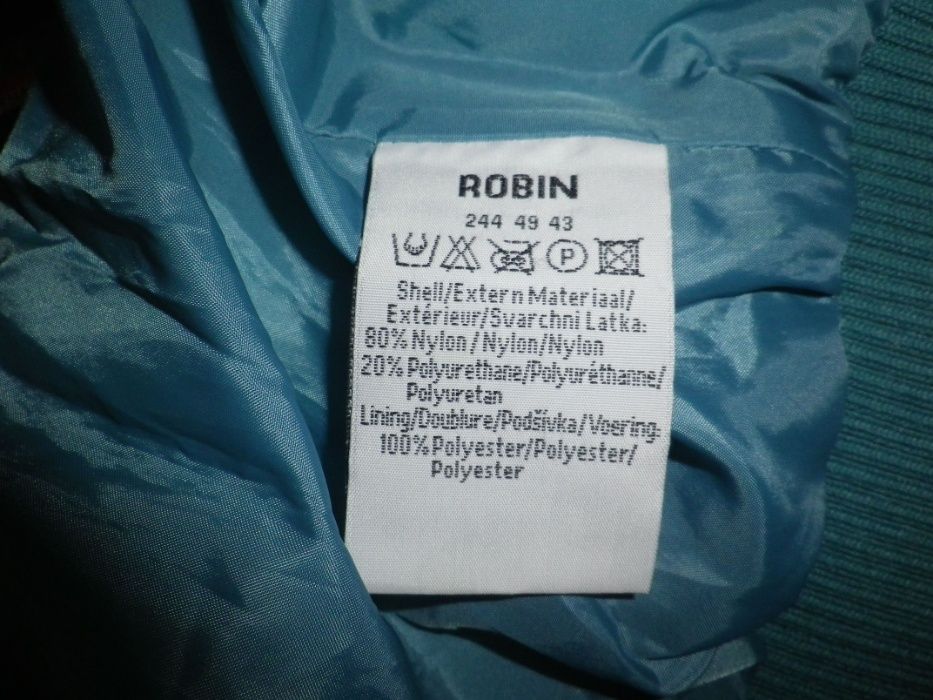 ROBIN
244 49 43
P
Shell/Extern Materiaal/
Extérieur/Svarchni Latka:
80% Nylon/Nylon/Nylon
20% Polyurethane/Polyuréthanne/
Polyuretan
Lining/Doublure/Podšívka/Voering:
100% Polyester/Polyester/
Polyester